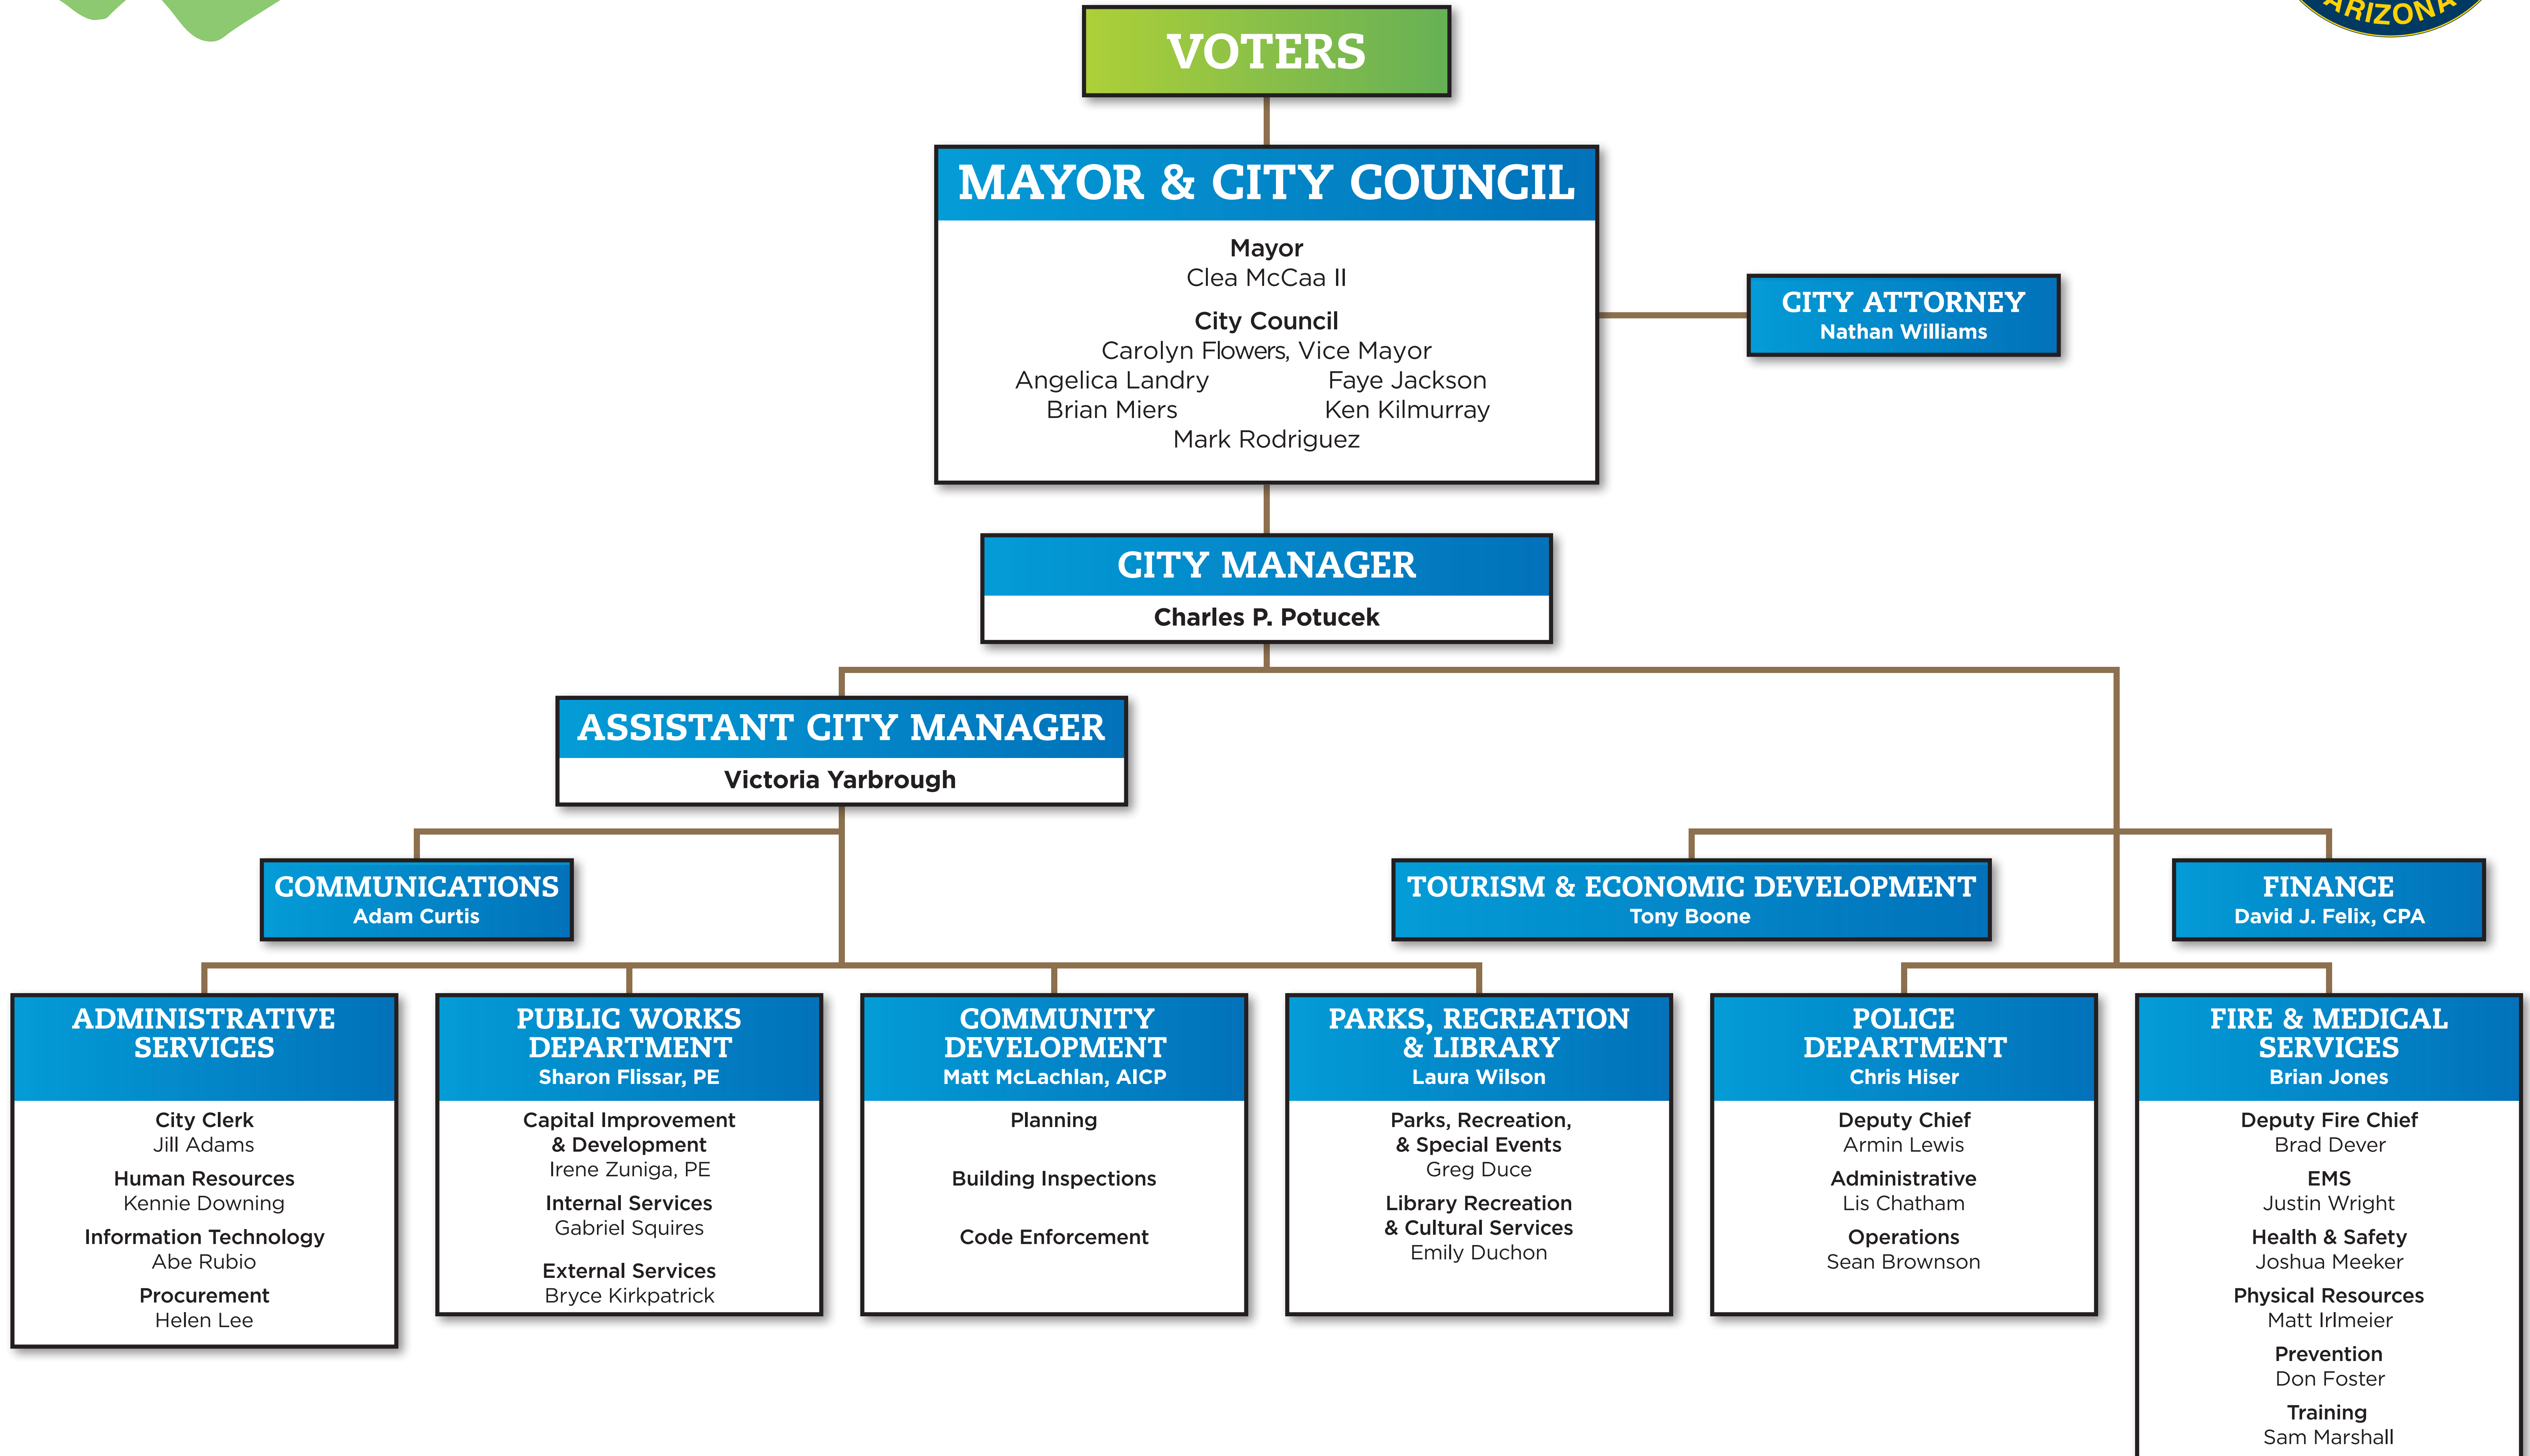 ARIZONA
VOTERS
MAYOR & CITY COUNCIL
Mayor
Clea McCaa II
City Council
Carolyn Flowers, Vice Mayor
Angelica Landry
Faye Jackson
Brian Miers
Ken Kilmurray
Mark Rodriguez
CITY ATTORNEY
Nathan Williams
CITY MANAGER
Charles P. Potucek
ASSISTANT CITY MANAGER
Victoria Yarbrough
COMMUNICATIONS
Adam Curtis
TOURISM & ECONOMIC DEVELOPMENT
Tony Boone
FINANCE
David J. Felix, CPA
ADMINISTRATIVE
SERVICES
City Clerk
Jill Adams
Human Resources
Kennie Downing
Information Technology
Abe Rubio
Procurement
Helen Lee
PUBLIC WORKS
DEPARTMENT
Sharon Flissar, PE
Capital Improvement
& Development
Irene Zuniga, PE
Internal Services
Gabriel Squires
External Services
Bryce Kirkpatrick
COMMUNITY
DEVELOPMENT
Matt McLachlan, AICP
Planning
Building Inspections
Code Enforcement
PARKS, RECREATION
& LIBRARY
Laura Wilson
Parks, Recreation,
& Special Events
Greg Duce
Library Recreation
& Cultural Services
Emily Duchon
POLICE
DEPARTMENT
Chris Hiser
Deputy Chief
Armin Lewis
Administrative
Lis Chatham
Operations
Sean Brownson
FIRE & MEDICAL
SERVICES
Brian Jones
Deputy Fire Chief
Brad Dever
EMS
Justin Wright
Health & Safety
Joshua Meeker
Physical Resources
Matt Irlmeier
Prevention
Don Foster
Training
Sam Marshall